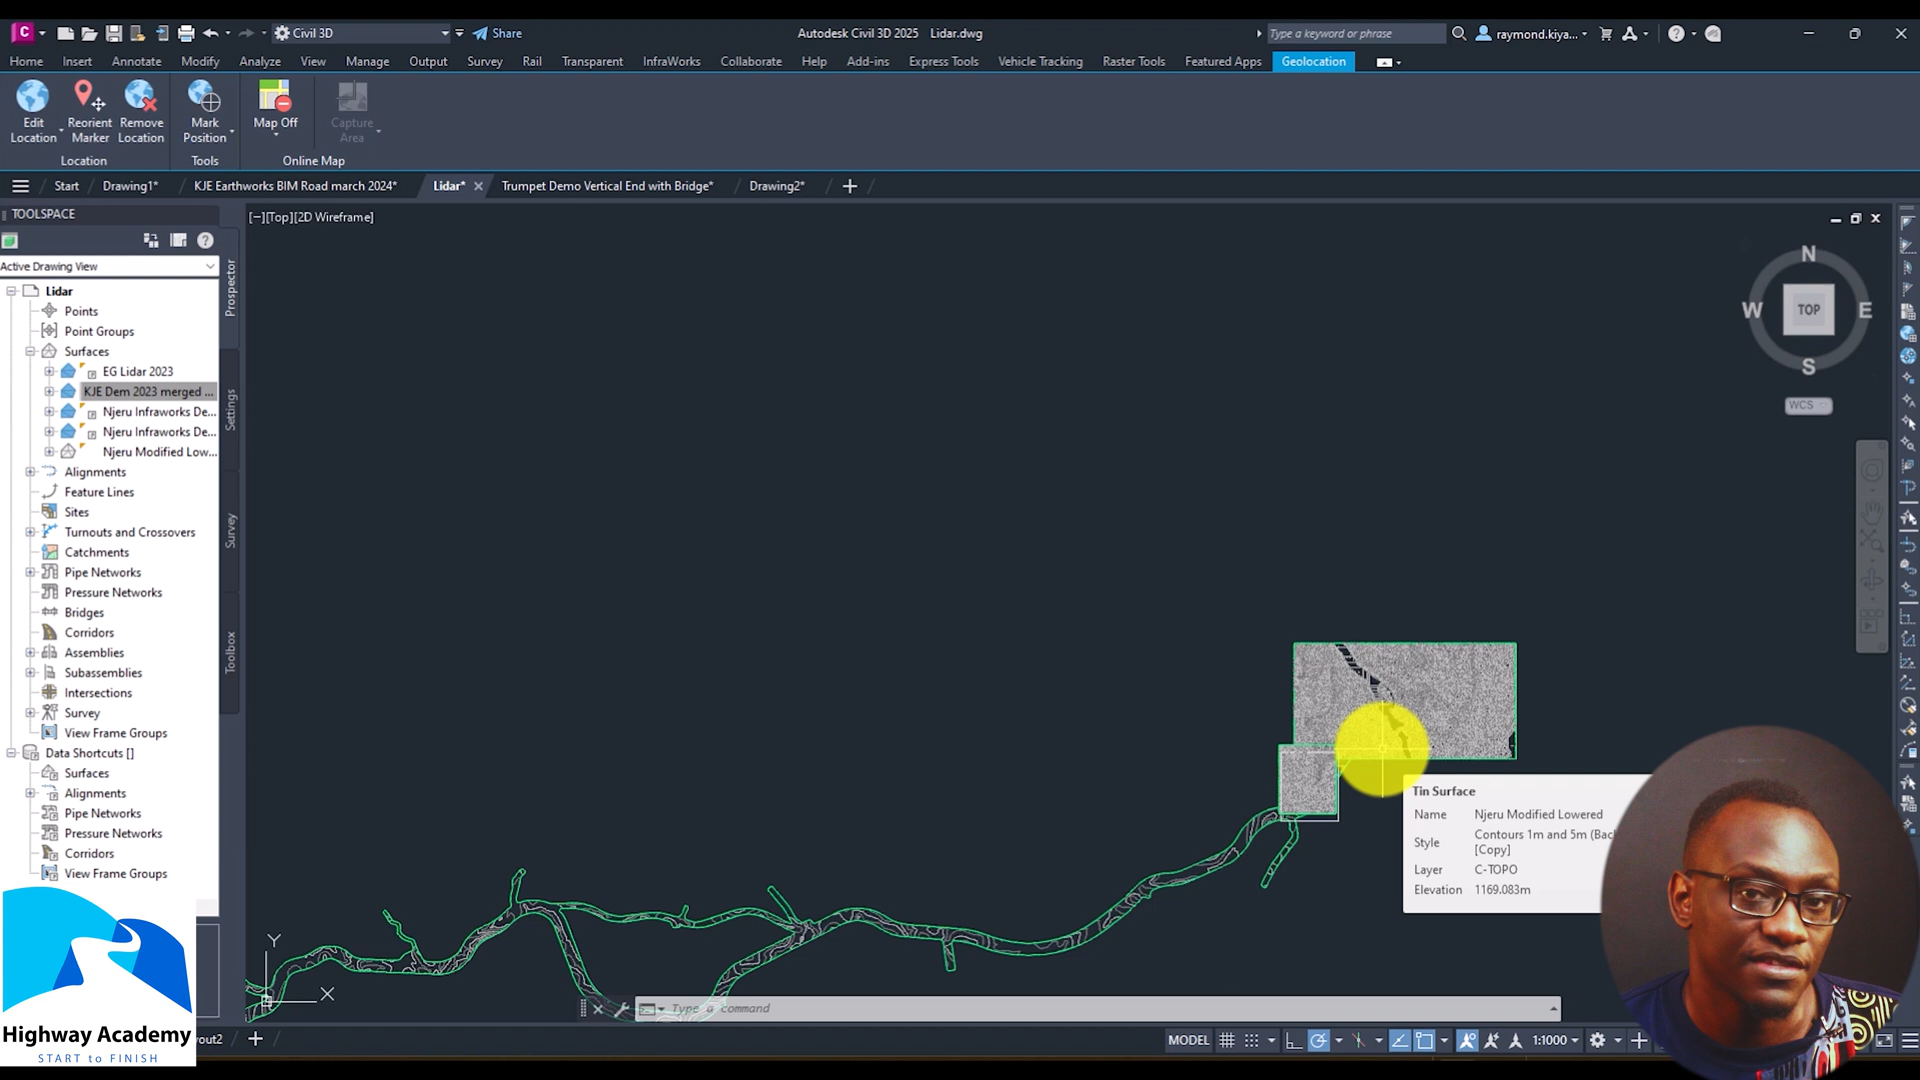 C
Civil 3D
Share
Autodesk Civil 3D 2025 Lidar.dwg
Type a keyword or phrase
raymond.kiya...
Home Insert Annotate Modify Analyze View Manage Output Survey Rail Transparent InfraWorks Collaborate Help Add-ins Express Tools Vehicle Tracking Raster Tools Featured Apps Geolocation
Edit Location
Reorient Marker
Remove Location
Mark Position
Map Off
Capture Area
Location
Tools
Online Map
Start
Drawing1*
KJE Earthworks BIM Road march 2024*
Lidar*
Trumpet Demo Vertical End with Bridge*
Drawing2*
TOOLSPACE
Active Drawing View
Lidar
Points
Point Groups
Surfaces
EG Lidar 2023
KJE Dem 2023 merged ...
Njeru Infraworks De...
Njeru Infraworks De...
Njeru Modified Low...
Alignments
Feature Lines
Sites
Turnouts and Crossovers
Catchments
Pipe Networks
Pressure Networks
Bridges
Corridors
Assemblies
Subassemblies
Intersections
Survey
View Frame Groups
Data Shortcuts []
Surfaces
Alignments
Pipe Networks
Pressure Networks
Corridors
View Frame Groups
Prospector
Settings
Survey
Toolbox
[−][Top][2D Wireframe]
N
W
TOP
E
S
WCS
Tin Surface
Name Njeru Modified Lowered
Style Contours 1m and 5m (Bac
[Copy]
Layer C-TOPO
Elevation 1169.083m
Y
X
Type a command
Highway Academy
START to FINISH
yout2
MODEL
1:1000